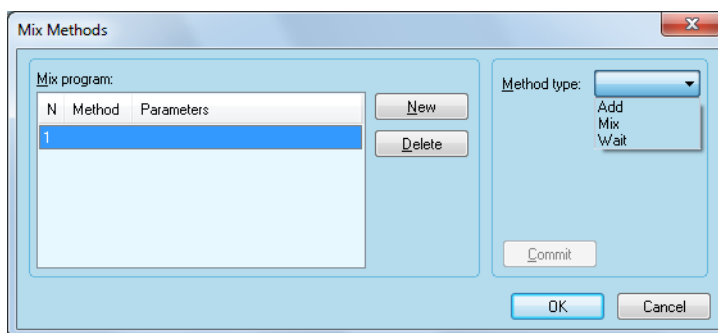 Mix Methods
Mix program:
N Method Parameters
1
New
Delete
Method type:
Add
Mix
Wait
Commit
OK
Cancel